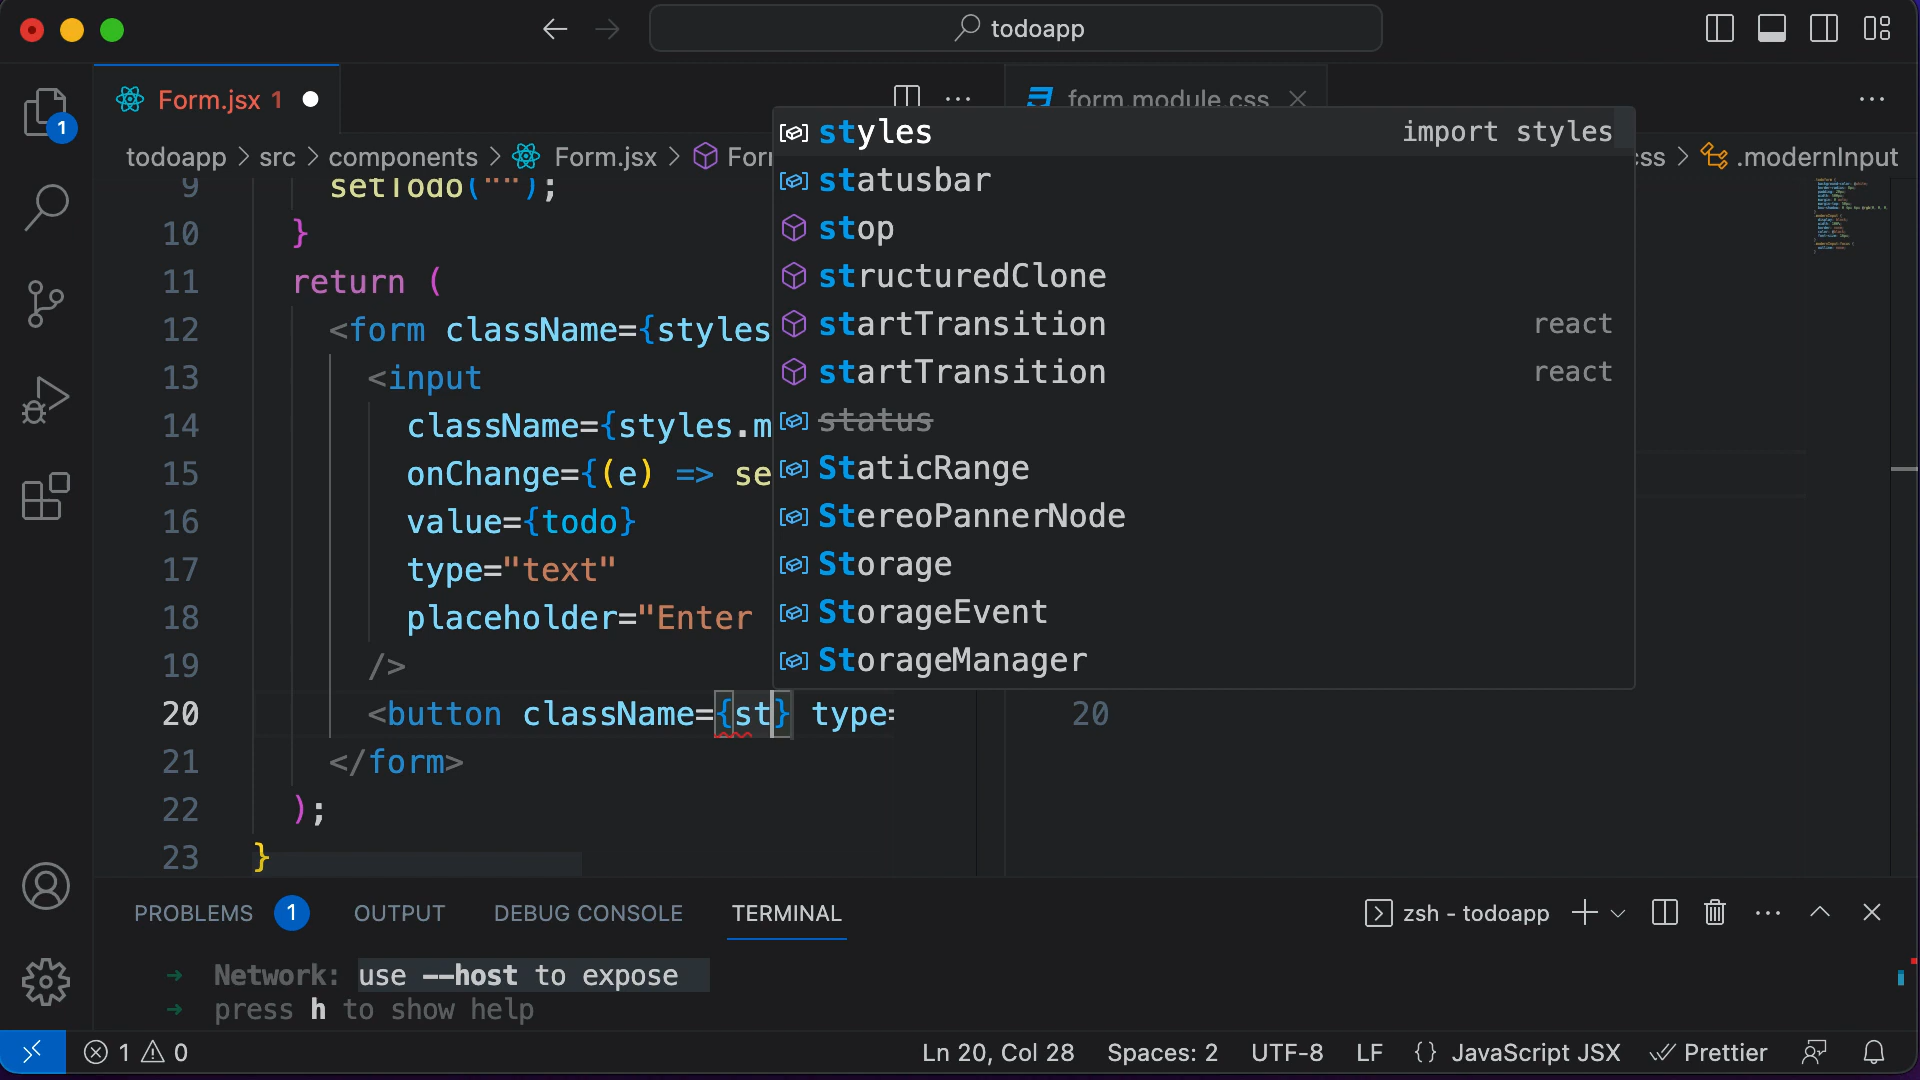 todoapp
1
Form.jsx 1
form.module.css
todoapp > src > components > Form.jsx > For
css > .modernInput
9 setTodo("");
10 }
11 return (
12 <form className={styles
13 <input
14 className={styles.m
15 onChange={(e) => se
16 value={todo}
17 type="text"
18 placeholder="Enter
19 />
20 <button className={st} type=
21 </form>
22 );
23 }
styles import styles
statusbar
stop
structuredClone
startTransition react
startTransition react
status
StaticRange
StereoPannerNode
Storage
StorageEvent
StorageManager
20
PROBLEMS 1 OUTPUT DEBUG CONSOLE TERMINAL zsh - todoapp
➜ Network: use --host to expose
➜ press h to show help
1 0 Ln 20, Col 28 Spaces: 2 UTF-8 LF {} JavaScript JSX Prettier